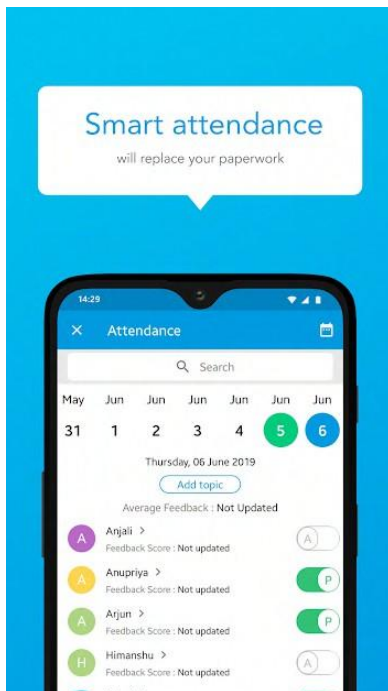 Smart attendance
will replace your paperwork
14:29
Attendance
Search
May Jun Jun Jun Jun Jun Jun
31 1 2 3 4 5 6
Thursday, 06 June 2019
Add topic
Average Feedback : Not Updated
A Anjali >
Feedback Score : Not updated
A
A Anupriya >
Feedback Score : Not updated
P
A Arjun >
Feedback Score : Not updated
P
H Himanshu >
Feedback Score : Not updated
A